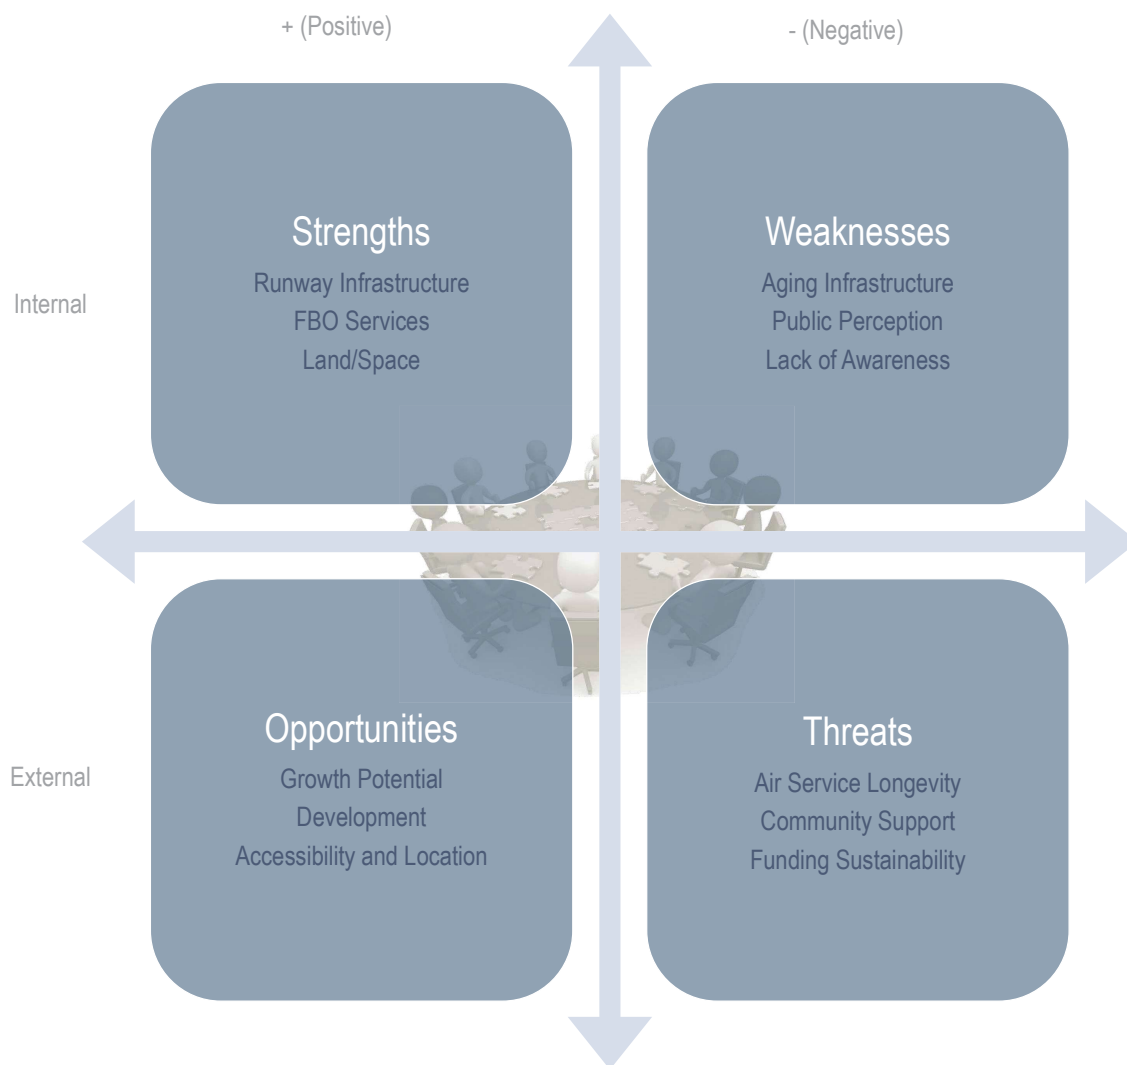 + (Positive)
- (Negative)
Internal
Strengths
Runway Infrastructure
FBO Services
Land/Space
Weaknesses
Aging Infrastructure
Public Perception
Lack of Awareness
External
Opportunities
Growth Potential
Development
Accessibility and Location
Threats
Air Service Longevity
Community Support
Funding Sustainability